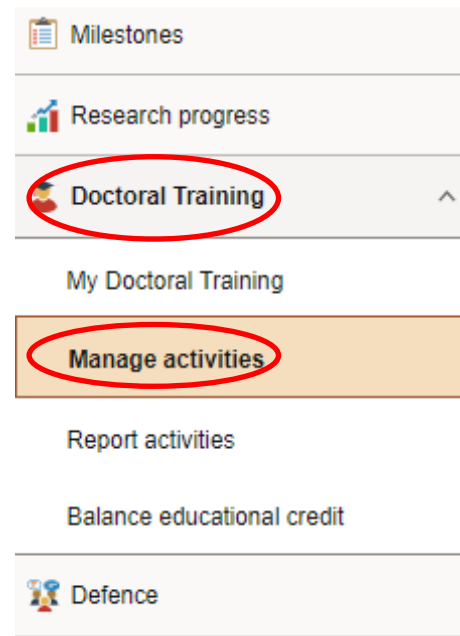 Milestones
Research progress
Doctoral Training
My Doctoral Training
Manage activities
Report activities
Balance educational credit
Defence